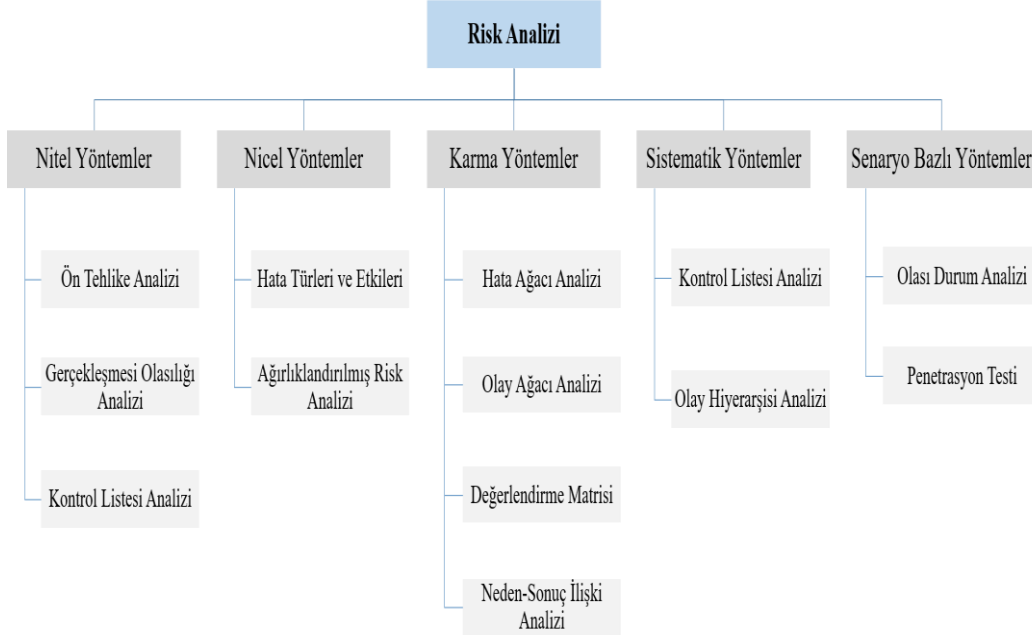 Risk Analizi
Nitel Yöntemler
Ön Tehlike Analizi
Gerçekleşmesi Olasılığı
Analizi
Kontrol Listesi Analizi
Nicel Yöntemler
Hata Türleri ve Etkileri
Ağırlıklandırılmış Risk
Analizi
Karma Yöntemler
Hata Ağacı Analizi
Olay Ağacı Analizi
Değerlendirme Matrisi
Neden-Sonuç İlişki
Analizi
Sistematik Yöntemler
Kontrol Listesi Analizi
Olay Hiyerarşisi Analizi
Senaryo Bazlı Yöntemler
Olası Durum Analizi
Penetrasyon Testi